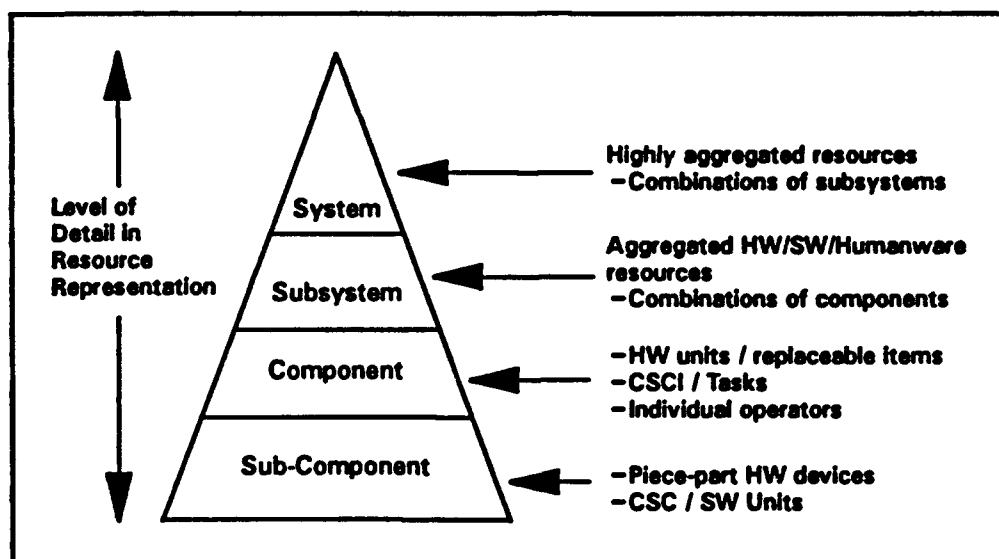 Level of
Detail in
Resource
Representation
System
Subsystem
Component
Sub-Component
Highly aggregated resources
-Combinations of subsystems
Aggregated HW/SW/Humanware
resources
-Combinations of components
-HW units / replaceable items
-CSCI / Tasks
-Individual operators
-Piece-part HW devices
-CSC / SW Units